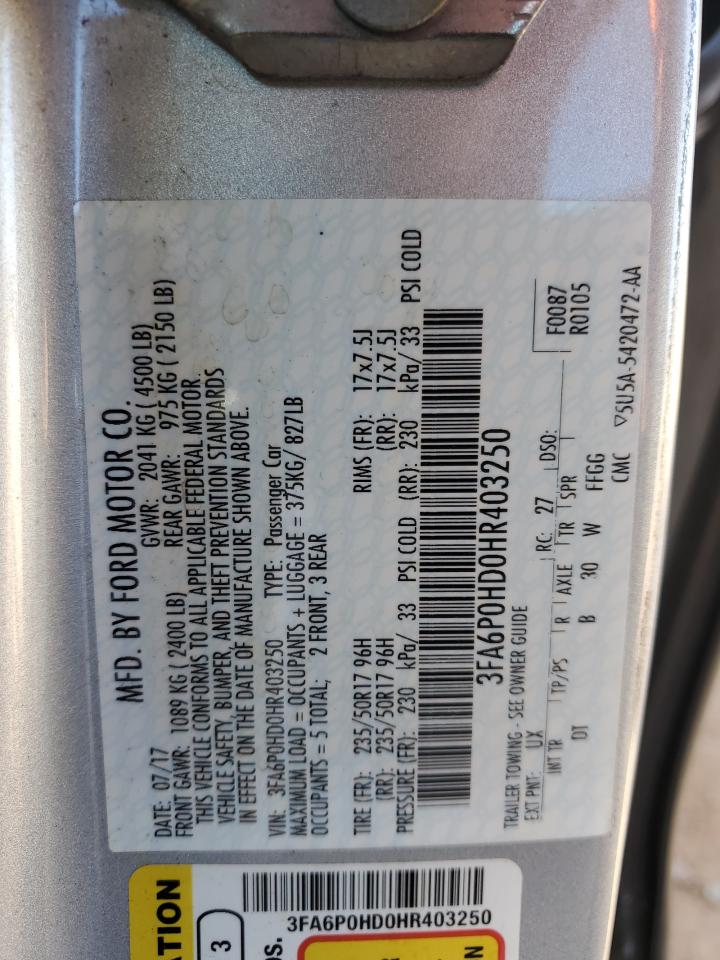 MFD. BY FORD MOTOR CO.
DATE: 07/17 GVWR: 2041 KG ( 4500 LB)
FRONT GAWR: 1089 KG ( 2400 LB) REAR GAWR: 975 KG ( 2150 LB)
THIS VEHICLE CONFORMS TO ALL APPLICABLE FEDERAL MOTOR
VEHICLE SAFETY, BUMPER, AND THEFT PREVENTION STANDARDS
IN EFFECT ON THE DATE OF MANUFACTURE SHOWN ABOVE.
VIN: 3FA6P0HD0HR403250 TYPE: Passenger Car
MAXIMUM LOAD = OCCUPANTS + LUGGAGE = 375KG/ 827LB
OCCUPANTS = 5 TOTAL; 2 FRONT, 3 REAR
TIRE (FR): 235/50R17 96H RIMS (FR): 17x7.5J
(RR): 235/50R17 96H (RR): 17x7.5J
PRESSURE (FR): 230 kPa/ 33 PSI COLD (RR): 230 kPa/ 33 PSI COLD
3FA6P0HD0HR403250
TRAILER TOWING - SEE OWNER GUIDE
EXT PNT: UX RC: 27 DSO: F0087
R0105
INT TR TP/PS R AXLE TR SPR
DT B 30 W FFGG
CMC ▽5U5A-5420472-AA
3FA6P0HD0HR403250
3